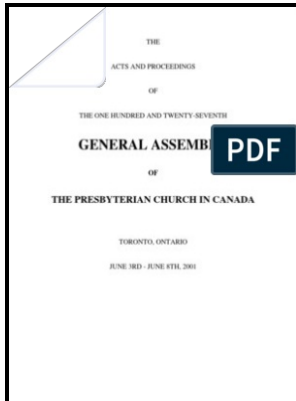 THE
ACTS AND PROCEEDINGS
OF
THE ONE HUNDRED AND TWENTY-SEVENTH
GENERAL ASSEMB
PDF
OF
THE PRESBYTERIAN CHURCH IN CANADA
TORONTO, ONTARIO
JUNE 3RD - JUNE 8TH, 2001